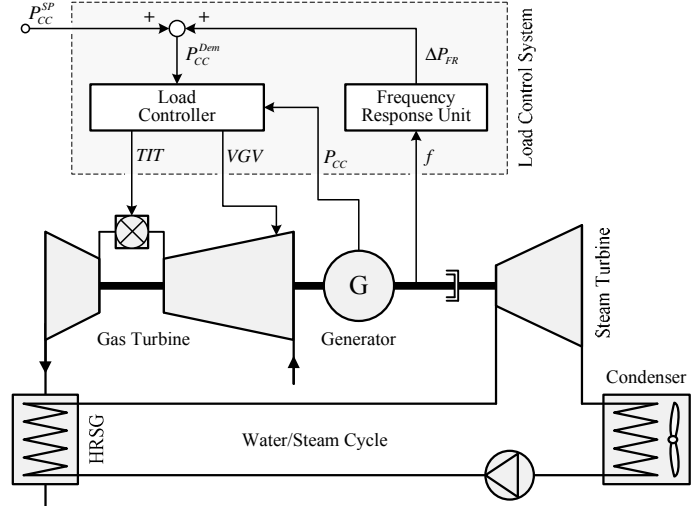 P_CC^SP
+
+
P_CC^Dem
ΔP_FR
Load
Controller
Frequency
Response Unit
Load Control System
TIT
VGV
P_CC
f
G
Gas Turbine
Generator
Steam Turbine
Condenser
HRSG
Water/Steam Cycle